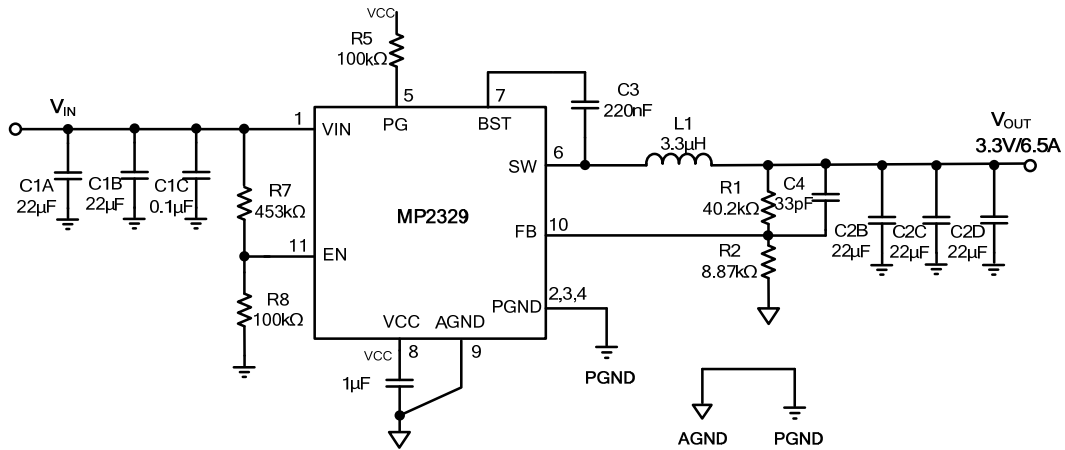 VCC
R5
100kΩ
5
7
C3
220nF
VIN
1
VIN
PG
BST
L1
3.3μH
VOUT
3.3V/6.5A
6
SW
C1A
22μF
C1B
22μF
C1C
0.1μF
R7
453kΩ
MP2329
R1
40.2kΩ
C4
33pF
FB
10
C2B
22μF
C2C
22μF
C2D
22μF
11
EN
R2
8.87kΩ
R8
100kΩ
PGND
2,3,4
VCC
AGND
VCC
8
9
1μF
PGND
AGND
PGND